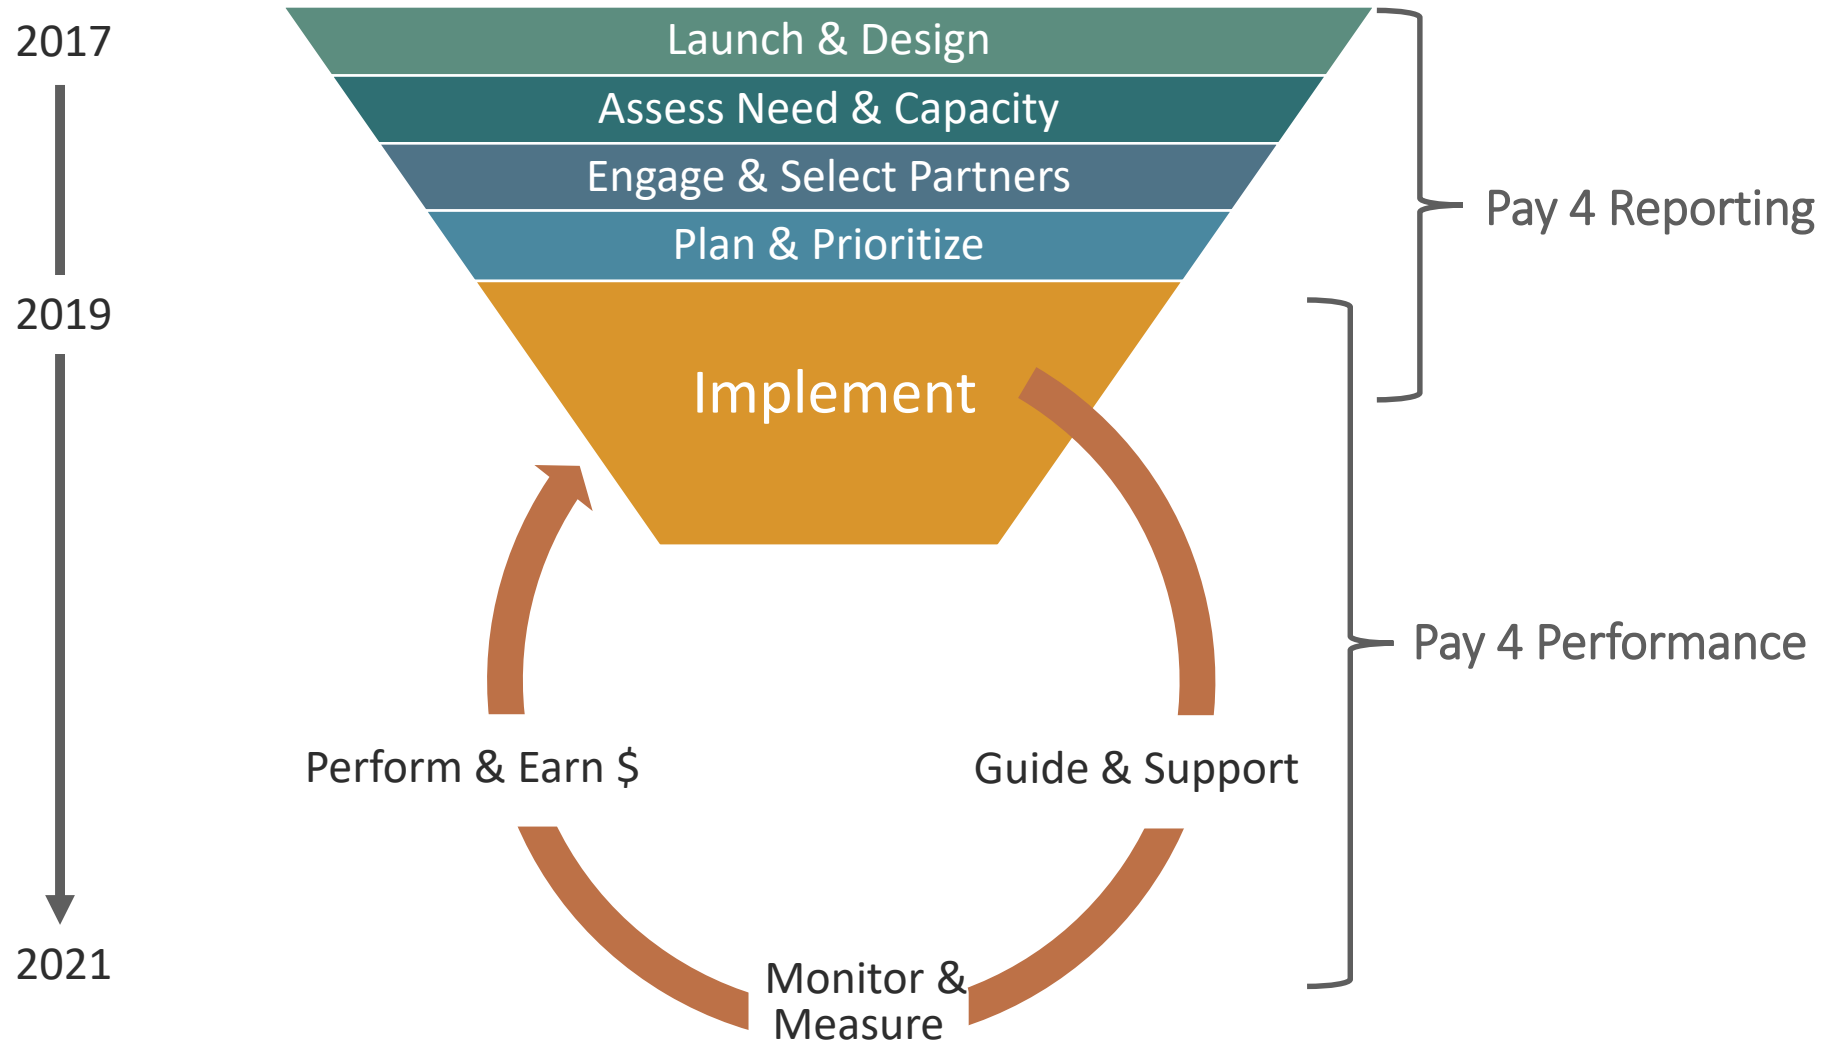 2017
Launch & Design
Assess Need & Capacity
Engage & Select Partners
Plan & Prioritize
Pay 4 Reporting
2019
Implement
Pay 4 Performance
Perform & Earn $
Guide & Support
Monitor &
Measure
2021